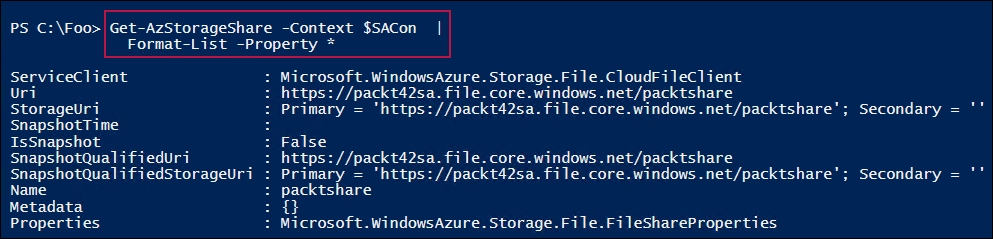 PS C:\Foo> Get-AzStorageShare -Context $SACon |
Format-List -Property *
ServiceClient : Microsoft.WindowsAzure.Storage.File.CloudFileClient
Uri : https://packt42sa.file.core.windows.net/packtshare
StorageUri : Primary = 'https://packt42sa.file.core.windows.net/packtshare'; Secondary = ''
SnapshotTime :
IsSnapshot : False
SnapshotQualifiedUri : https://packt42sa.file.core.windows.net/packtshare
SnapshotQualifiedStorageUri : Primary = 'https://packt42sa.file.core.windows.net/packtshare'; Secondary = ''
Name : packtshare
Metadata : {}
Properties : Microsoft.WindowsAzure.Storage.File.FileShareProperties